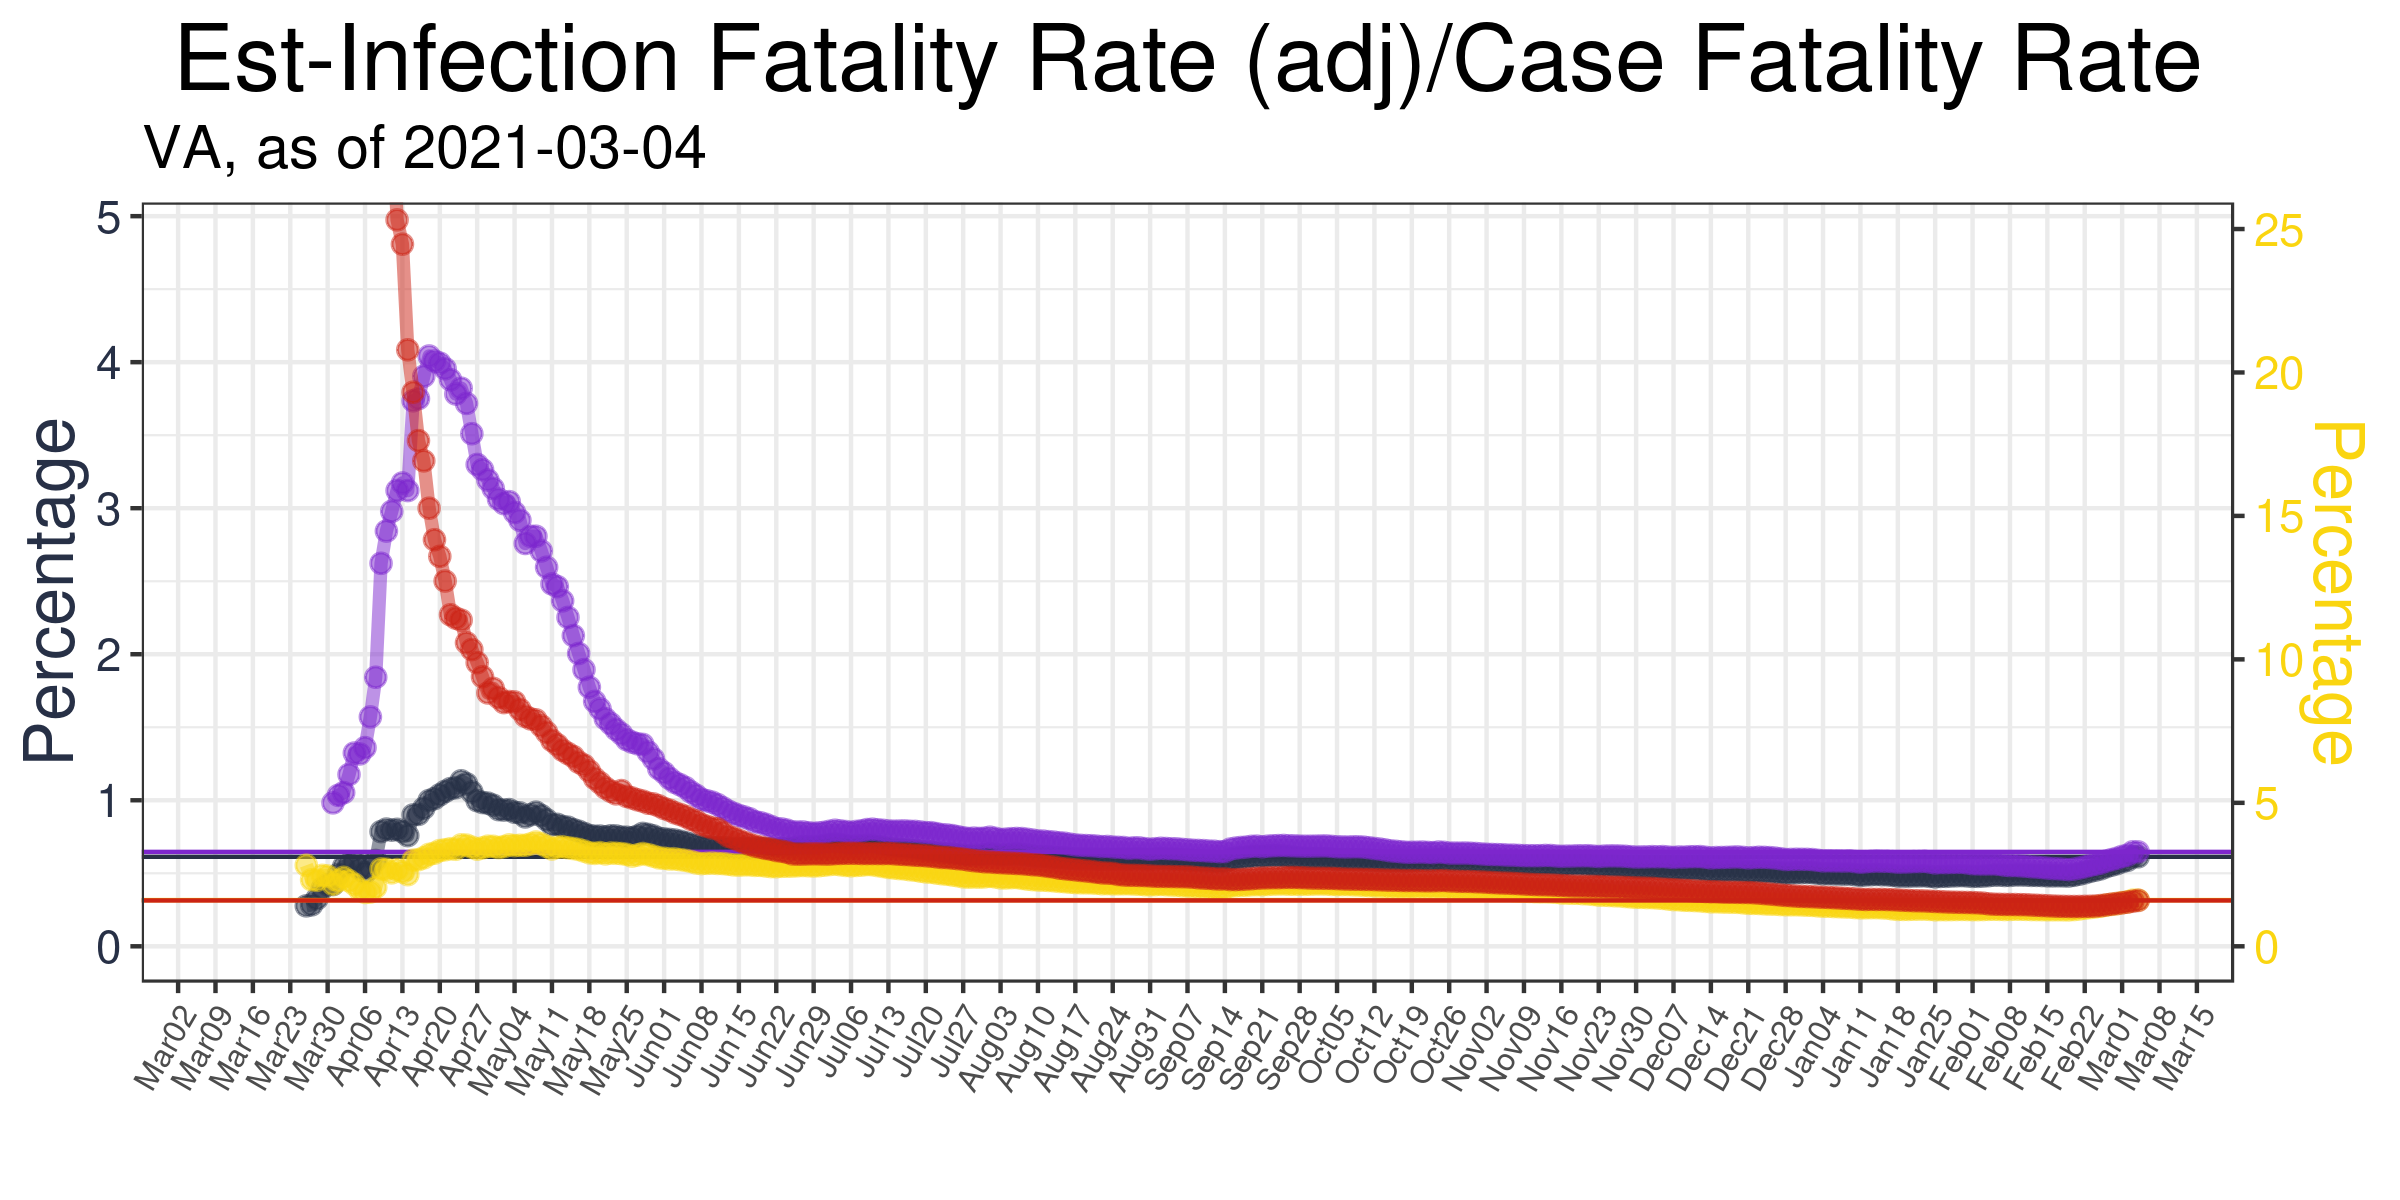 Est-Infection Fatality Rate (adj)/Case Fatality Rate
VA, as of 2021-03-04
Percentage
5
4
3
2
1
0
25
20
15
10
5
0
Percentage
Mar02
Mar09
Mar16
Mar23
Mar30
Apr06
Apr13
Apr20
Apr27
May04
May11
May18
May25
Jun01
Jun08
Jun15
Jun22
Jun29
Jul06
Jul13
Jul20
Jul27
Aug03
Aug10
Aug17
Aug24
Aug31
Sep07
Sep14
Sep21
Sep28
Oct05
Oct12
Oct19
Oct26
Nov02
Nov09
Nov16
Nov23
Nov30
Dec07
Dec14
Dec21
Dec28
Jan04
Jan11
Jan18
Jan25
Feb01
Feb08
Feb15
Feb22
Mar01
Mar08
Mar15